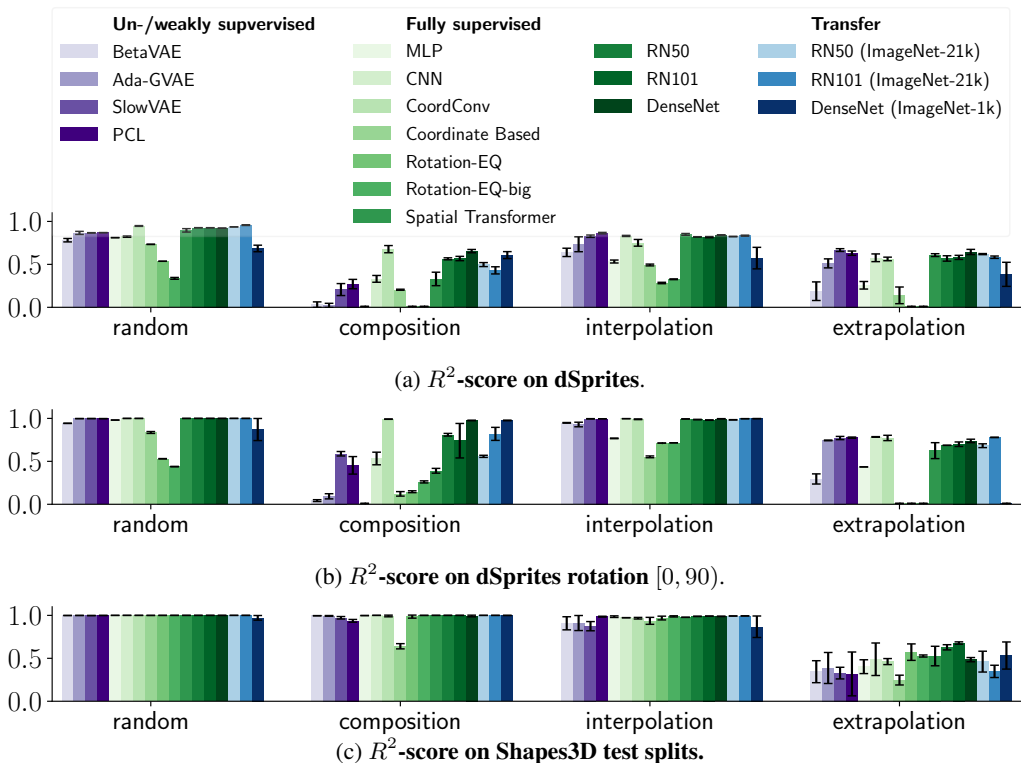 Un-/weakly supvervised Fully supervised Transfer
BetaVAE MLP RN50 RN50 (ImageNet-21k)
Ada-GVAE CNN RN101 RN101 (ImageNet-21k)
SlowVAE CoordConv DenseNet DenseNet (ImageNet-1k)
PCL Coordinate Based
Rotation-EQ
Rotation-EQ-big
Spatial Transformer
1.0
0.5
0.0
random composition interpolation extrapolation
(a) R²-score on dSprites.
1.0
0.5
0.0
random composition interpolation extrapolation
(b) R²-score on dSprites rotation [0, 90).
1.0
0.5
0.0
random composition interpolation extrapolation
(c) R²-score on Shapes3D test splits.